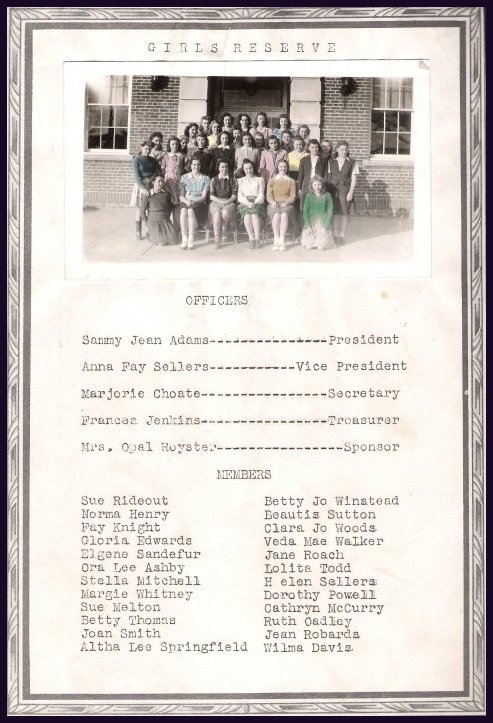 GIRLS RESERVE
OFFICERS
Sammy Jean Adams---------------President
Anna Fay Sellers-----------Vice President
Marjorie Choate----------------Secretary
Frances Jenkins----------------Treasurer
Mrs. Opal Royster----------------Sponsor
MEMBERS
Sue Rideout Betty Jo Winstead
Norma Henry Beautis Sutton
Fay Knight Clara Jo Woods
Gloria Edwards Veda Mae Walker
Elgene Sandefur Jane Roach
Ora Lee Ashby Lolita Todd
Stella Mitchell H elen Sellers
Margie Whitney Dorothy Powell
Sue Melton Cathryn McCurry
Betty Thomas Ruth Oadley
Joan Smith Jean Robards
Altha Lee Springfield Wilma Davis